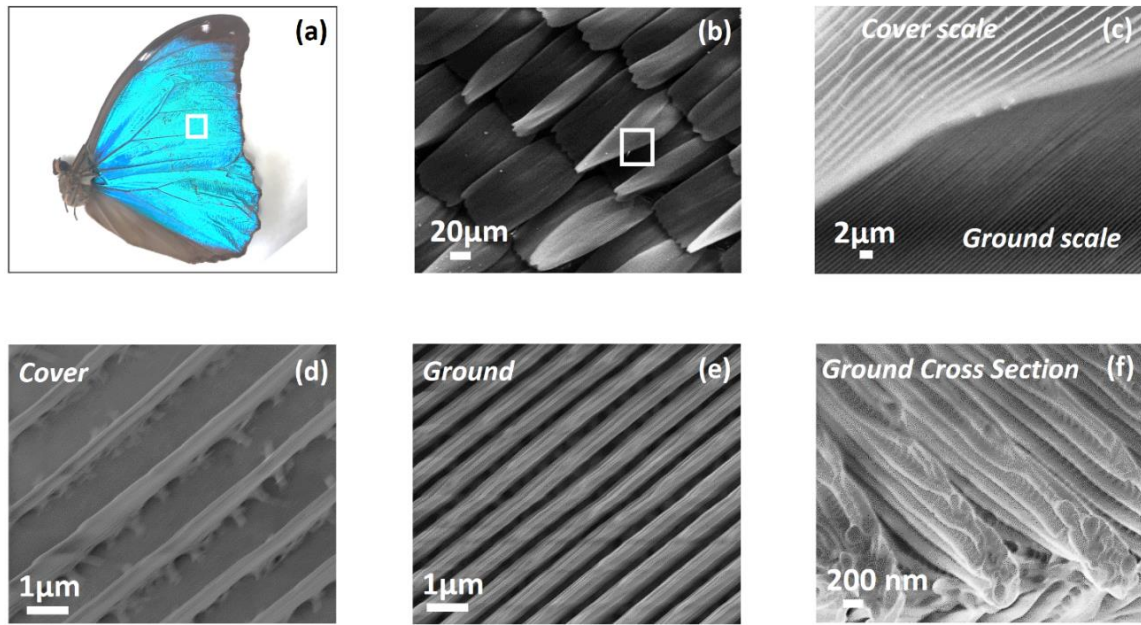 (a)
(b)
20μm
Cover scale
(c)
2μm
Ground scale
Cover
(d)
1μm
Ground
(e)
1μm
Ground Cross Section
(f)
200 nm